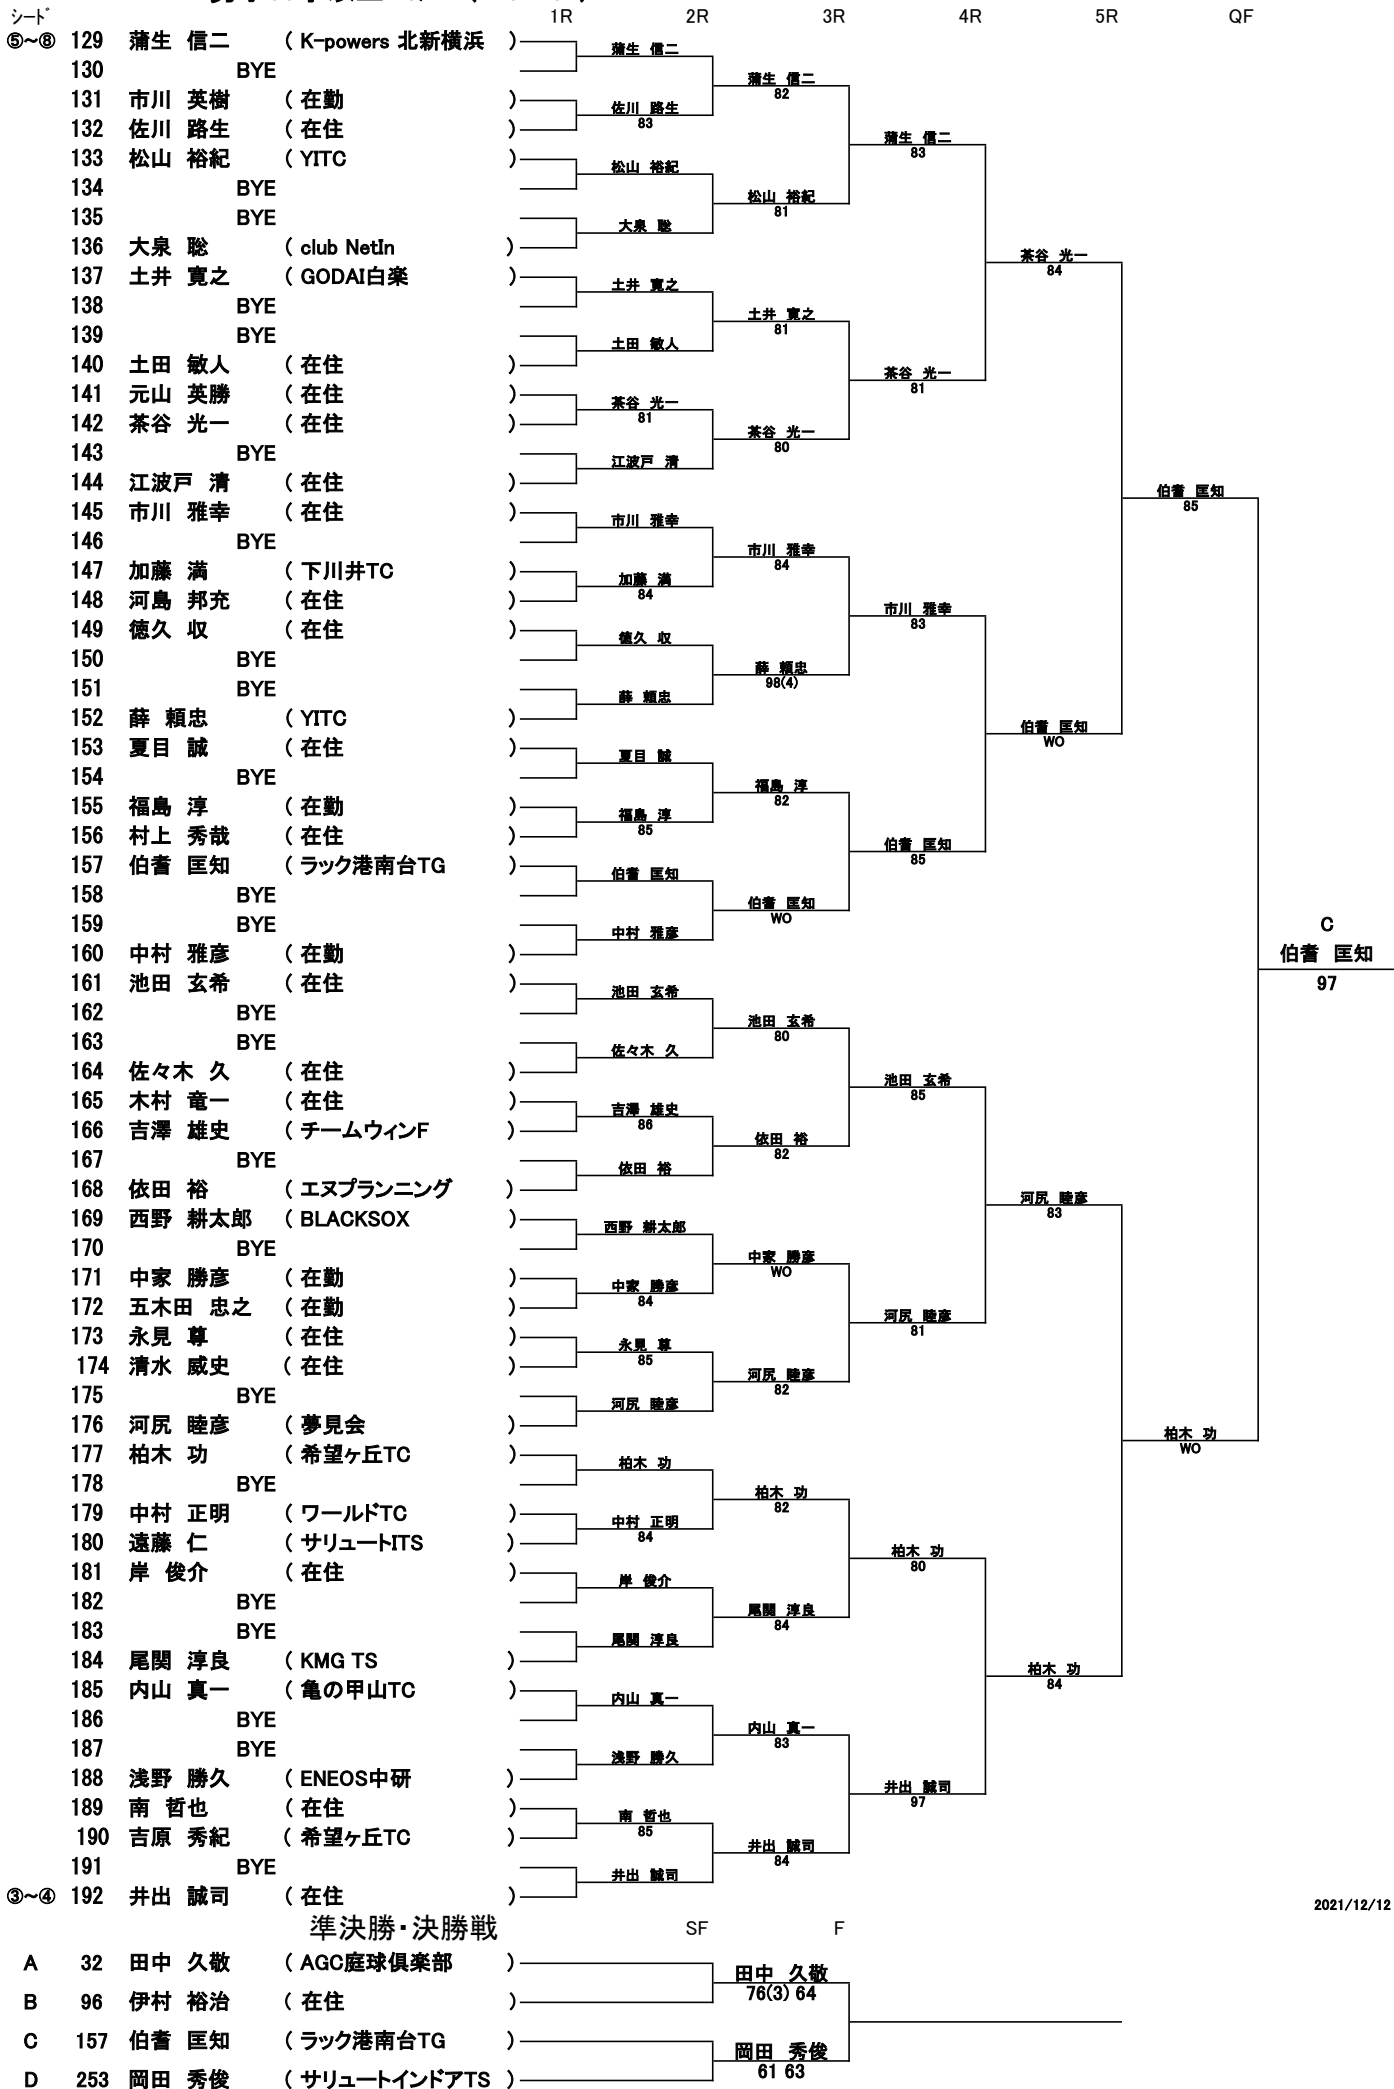 シード 1R 2R 3R 4R 5R QF
⑤~⑧ 129 蒲生 信二 ( K-powers 北新横浜 ) 蒲生 信二
130 BYE 蒲生 信二
82
131 市川 英樹 ( 在勤 ) 佐川 路生
83
132 佐川 路生 ( 在住 ) 蒲生 信二
83
133 松山 裕紀 ( YITC ) 松山 裕紀
134 BYE 松山 裕紀
81
135 BYE 大泉 聡
136 大泉 聡 ( club NetIn ) 茶谷 光一
84
137 土井 寛之 ( GODAI白楽 ) 土井 寛之
138 BYE 土井 寛之
81
139 BYE 土田 敏人
140 土田 敏人 ( 在住 ) 茶谷 光一
81
141 元山 英勝 ( 在住 ) 茶谷 光一
81
142 茶谷 光一 ( 在住 ) 茶谷 光一
80
143 BYE 江波戸 清
144 江波戸 清 ( 在住 ) 伯耆 匡知
85
145 市川 雅幸 ( 在住 ) 市川 雅幸
146 BYE 市川 雅幸
84
147 加藤 満 ( 下川井TC ) 加藤 満
84
148 河島 邦充 ( 在住 ) 市川 雅幸
83
149 徳久 収 ( 在住 ) 徳久 収
150 BYE 薛 頼忠
98(4)
151 BYE 薛 頼忠
152 薛 頼忠 ( YITC ) 伯耆 匡知
WO
153 夏目 誠 ( 在住 ) 夏目 誠
154 BYE 福島 淳
82
155 福島 淳 ( 在勤 ) 福島 淳
85
156 村上 秀哉 ( 在住 ) 伯耆 匡知
85
157 伯耆 匡知 ( ラック港南台TG ) 伯耆 匡知
158 BYE 伯耆 匡知
WO
159 BYE 中村 雅彦
C
160 中村 雅彦 ( 在勤 ) 伯耆 匡知
97
161 池田 玄希 ( 在住 ) 池田 玄希
162 BYE 池田 玄希
80
163 BYE 佐々木 久
164 佐々木 久 ( 在住 ) 池田 玄希
85
165 木村 竜一 ( 在住 ) 吉澤 雄史
86
166 吉澤 雄史 ( チームウィンF ) 依田 裕
82
167 BYE 依田 裕
168 依田 裕 ( エヌプランニング ) 河尻 睦彦
83
169 西野 耕太郎 ( BLACKSOX ) 西野 耕太郎
170 BYE 中家 勝彦
WO
171 中家 勝彦 ( 在勤 ) 中家 勝彦
84
172 五木田 忠之 ( 在勤 ) 河尻 睦彦
81
173 永見 尊 ( 在住 ) 永見 尊
85
174 清水 威史 ( 在住 ) 河尻 睦彦
82
175 BYE 河尻 睦彦
176 河尻 睦彦 ( 夢見会 ) 柏木 功
WO
177 柏木 功 ( 希望ヶ丘TC ) 柏木 功
178 BYE 柏木 功
82
179 中村 正明 ( ワールドTC ) 中村 正明
84
180 遠藤 仁 ( サリュートITS ) 柏木 功
80
181 岸 俊介 ( 在住 ) 岸 俊介
182 BYE 尾関 淳良
84
183 BYE 尾関 淳良
184 尾関 淳良 ( KMG TS ) 柏木 功
84
185 内山 真一 ( 亀の甲山TC ) 内山 真一
186 BYE 内山 真一
83
187 BYE 浅野 勝久
188 浅野 勝久 ( ENEOS中研 ) 井出 誠司
97
189 南 哲也 ( 在住 ) 南 哲也
85
190 吉原 秀紀 ( 希望ヶ丘TC ) 井出 誠司
84
191 BYE 井出 誠司
③~④ 192 井出 誠司 ( 在住 )
2021/12/12
準決勝・決勝戦 SF F
A 32 田中 久敬 ( AGC庭球倶楽部 ) 田中 久敬
76(3) 64
B 96 伊村 裕治 ( 在住 )
C 157 伯耆 匡知 ( ラック港南台TG ) 岡田 秀俊
61 63
D 253 岡田 秀俊 ( サリュートインドアTS )